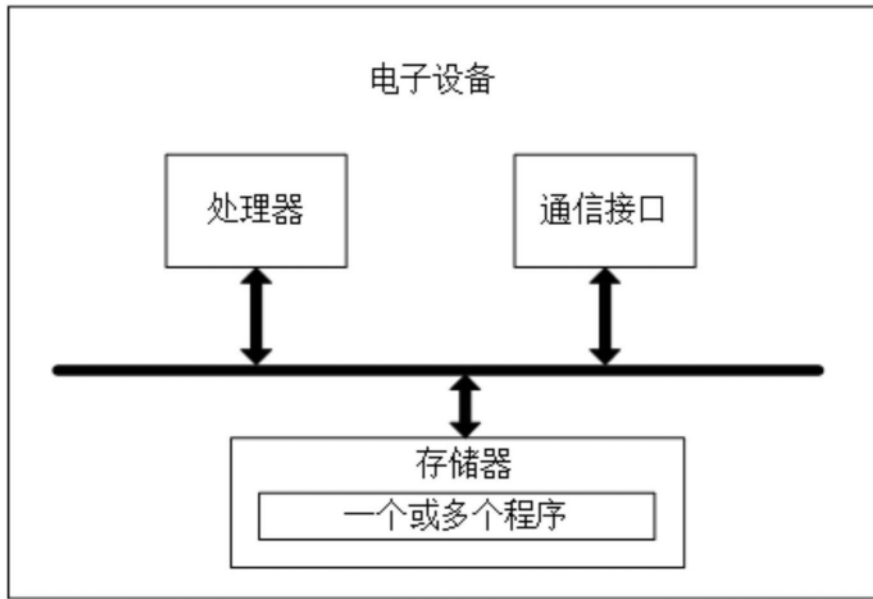 电子设备
处理器
通信接口
存储器
一个或多个程序